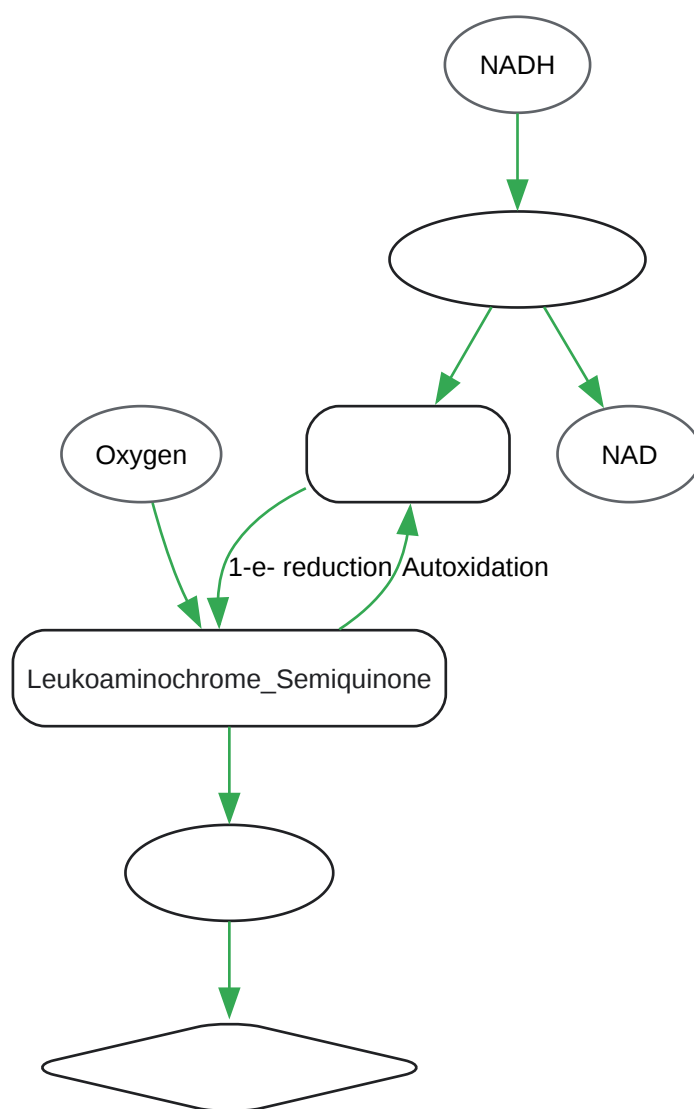 NADH
Oxygen
NAD
1-e- reduction
Autoxidation
Leukoaminochrome_Semiquinone